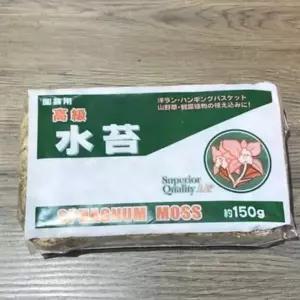 園芸用
高級
水苔
洋ラン・ハンギングバスケット
山野草・観葉植物の植え込みに!
Superior
Quality AA
SPHAGNUM MOSS
約150g